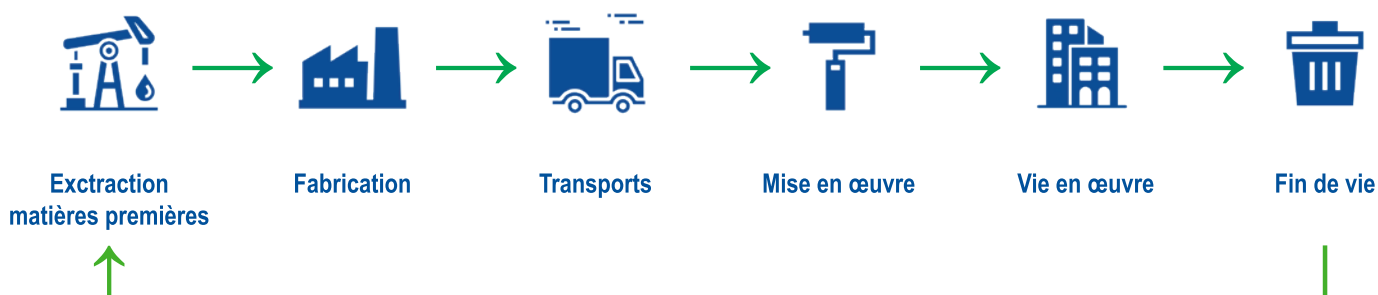 Exctraction
matières premières
Fabrication
Transports
Mise en œuvre
Vie en œuvre
Fin de vie